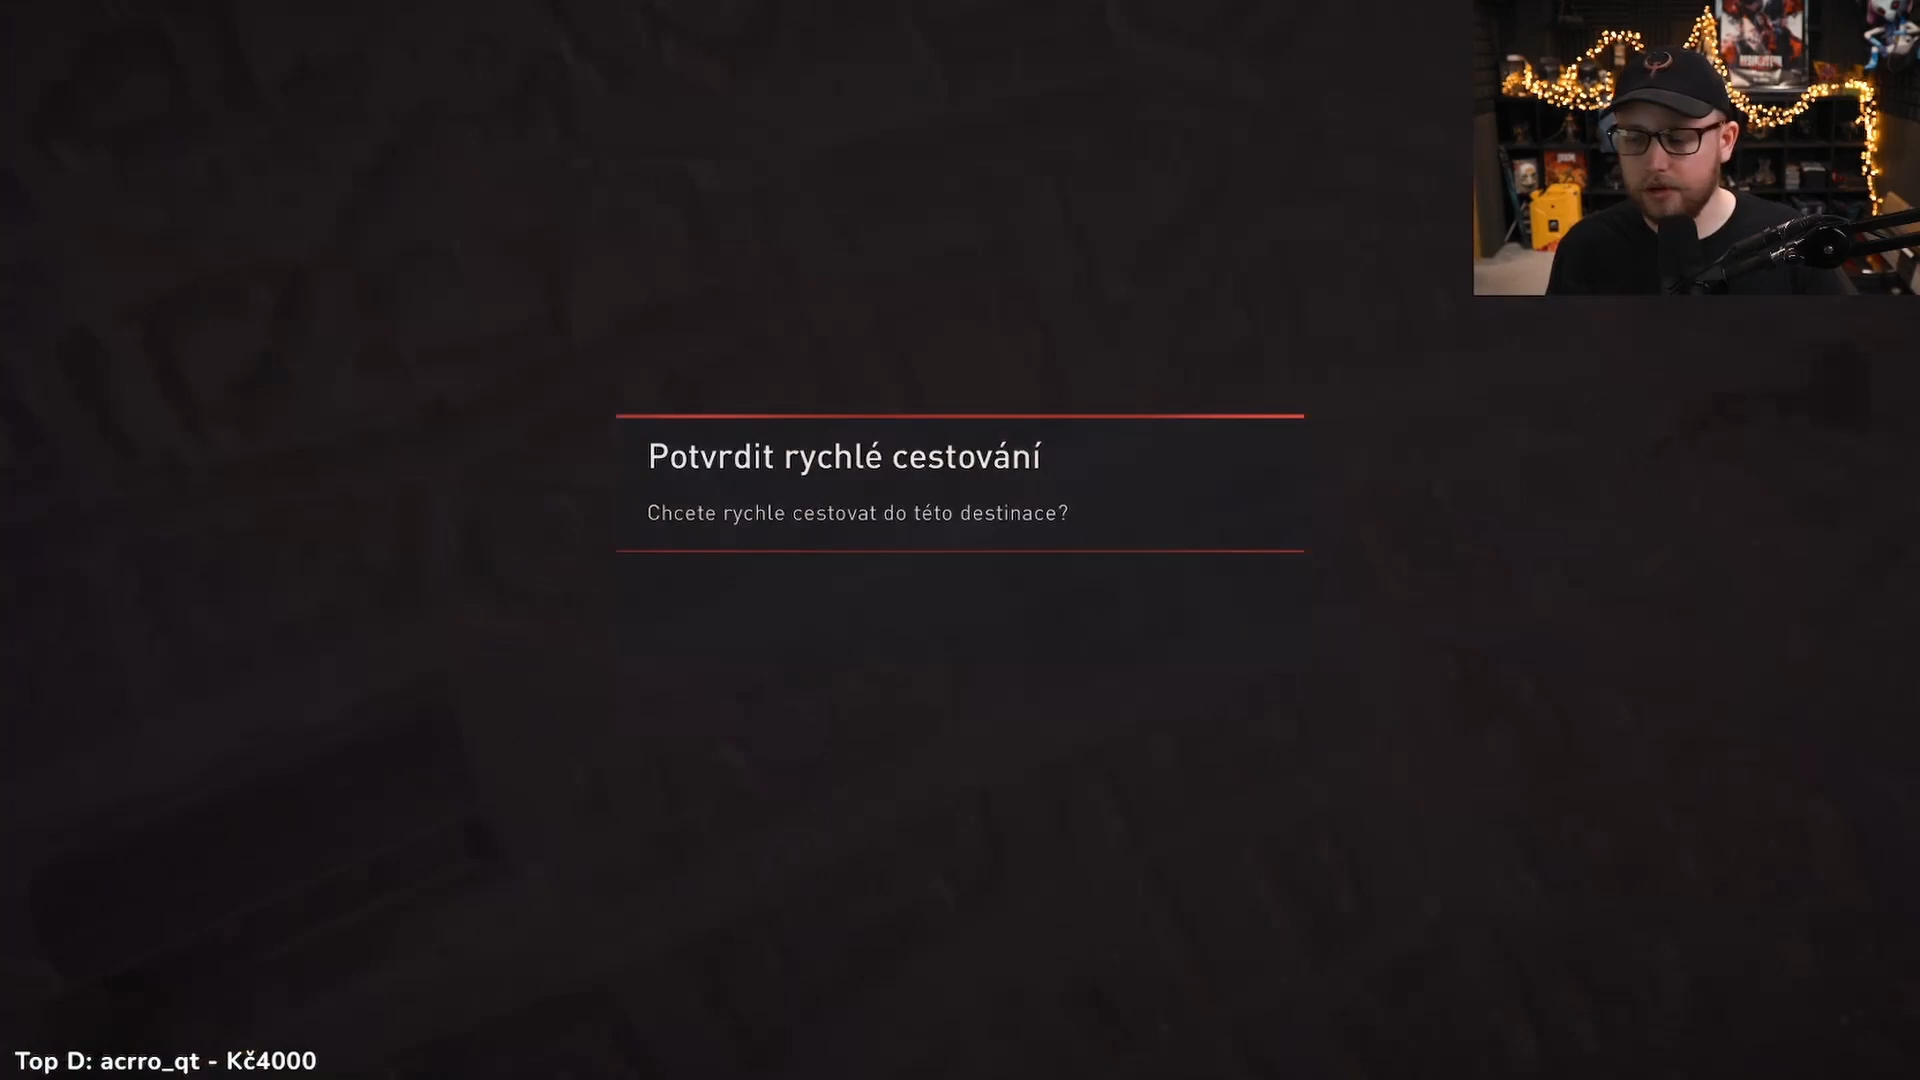 Potvrdit rychlé cestování
Chcete rychle cestovat do této destinace?
Top D: acrro_qt - Kč4000